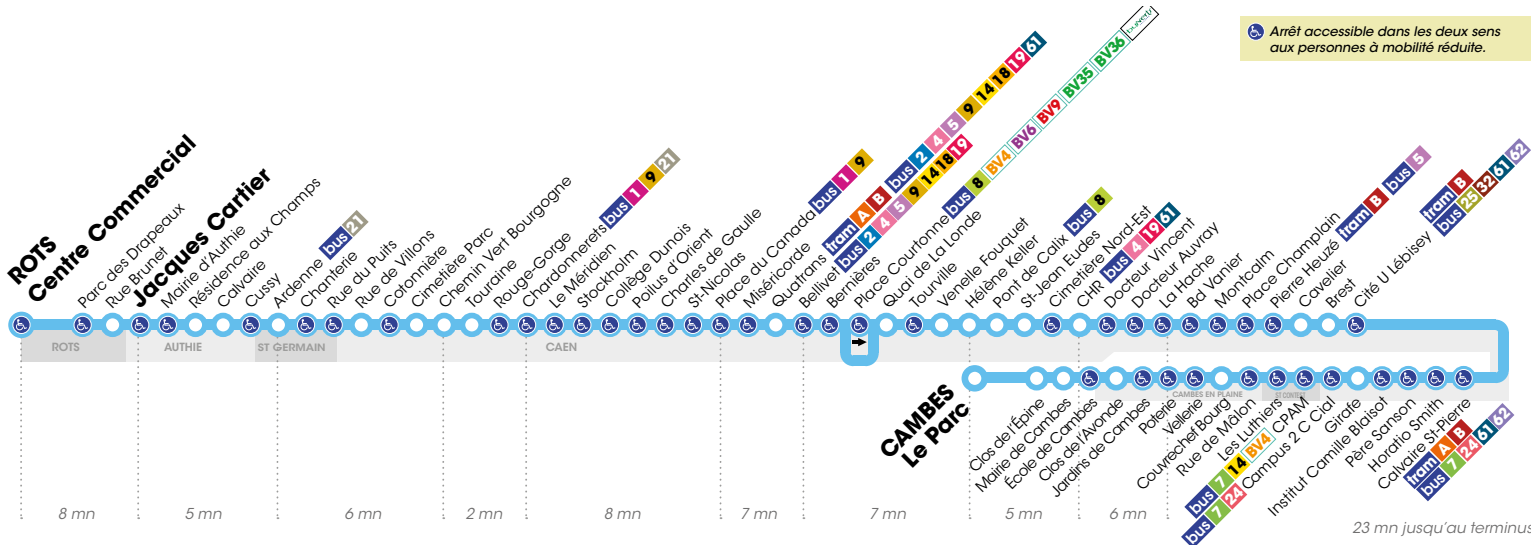 Arrêt accessible dans les deux sens
aux personnes à mobilité réduite.
ROTS
Centre Commercial
Parc des Drapeaux
Rue Brunet
Jacques Cartier
Mairie d'Authie
Résidence aux Champs
Calvaire
Cussy
Ardenne bus 21
Chanterie
Rue du Puits
Rue de Villons
Cotonnière
Cimetière Parc
Chemin Vert Bourgogne
Touraine
Rouge-Gorge
Chardonnerets bus 1 9 21
Le Méridien
Stockholm
Collège Dunois
Poilus d'Orient
Charles de Gaulle
St-Nicolas
Place du Canada bus 1 9
Miséricorde
Quatrans tram A B bus 2 4 5 9 14 18 19 61
Bellivet bus 2 4 5 9 14 18 19
Bernières
Place Courtonne bus 8 BV4 BV6 BV9 BV35 BV36
Quai de La Londe
Tourville
Venelle Fouquet
Hélène Keller
Pont de Calix bus 8
St-Jean Eudes
Cimetière Nord-Est
CHR bus 4 19 61
Docteur Vincent
Docteur Auvray
La Hache
Bd Vanier
Montcalm
Place Champlain
Pierre Heuzé tram B bus 5
Cavelier
Brest
Cité U Lébisey tram B
bus 25 32 61 62
ROTS
AUTHIE
ST GERMAIN
CAEN
CAMBES EN PLAINE
ST CONTEST
CAMBES
Le Parc
Clos de l'Épine
Mairie de Cambes
École de Cambes
Clos de l'Avonde
Jardins de Cambes
Poterie
Vellerie
Couvrechef Bourg
Rue de Mâlon
Les Luthiers
bus 7 14 BV4 CPAM
bus 7 24 Campus 2 C Cial
Girafe
Institut Camille Blaisot
Père Sanson
Horatio Smith
Calvaire St-Pierre
tram A B
bus 7 24 61 62
8 mn
5 mn
6 mn
2 mn
8 mn
7 mn
7 mn
5 mn
6 mn
23 mn jusqu'au terminus